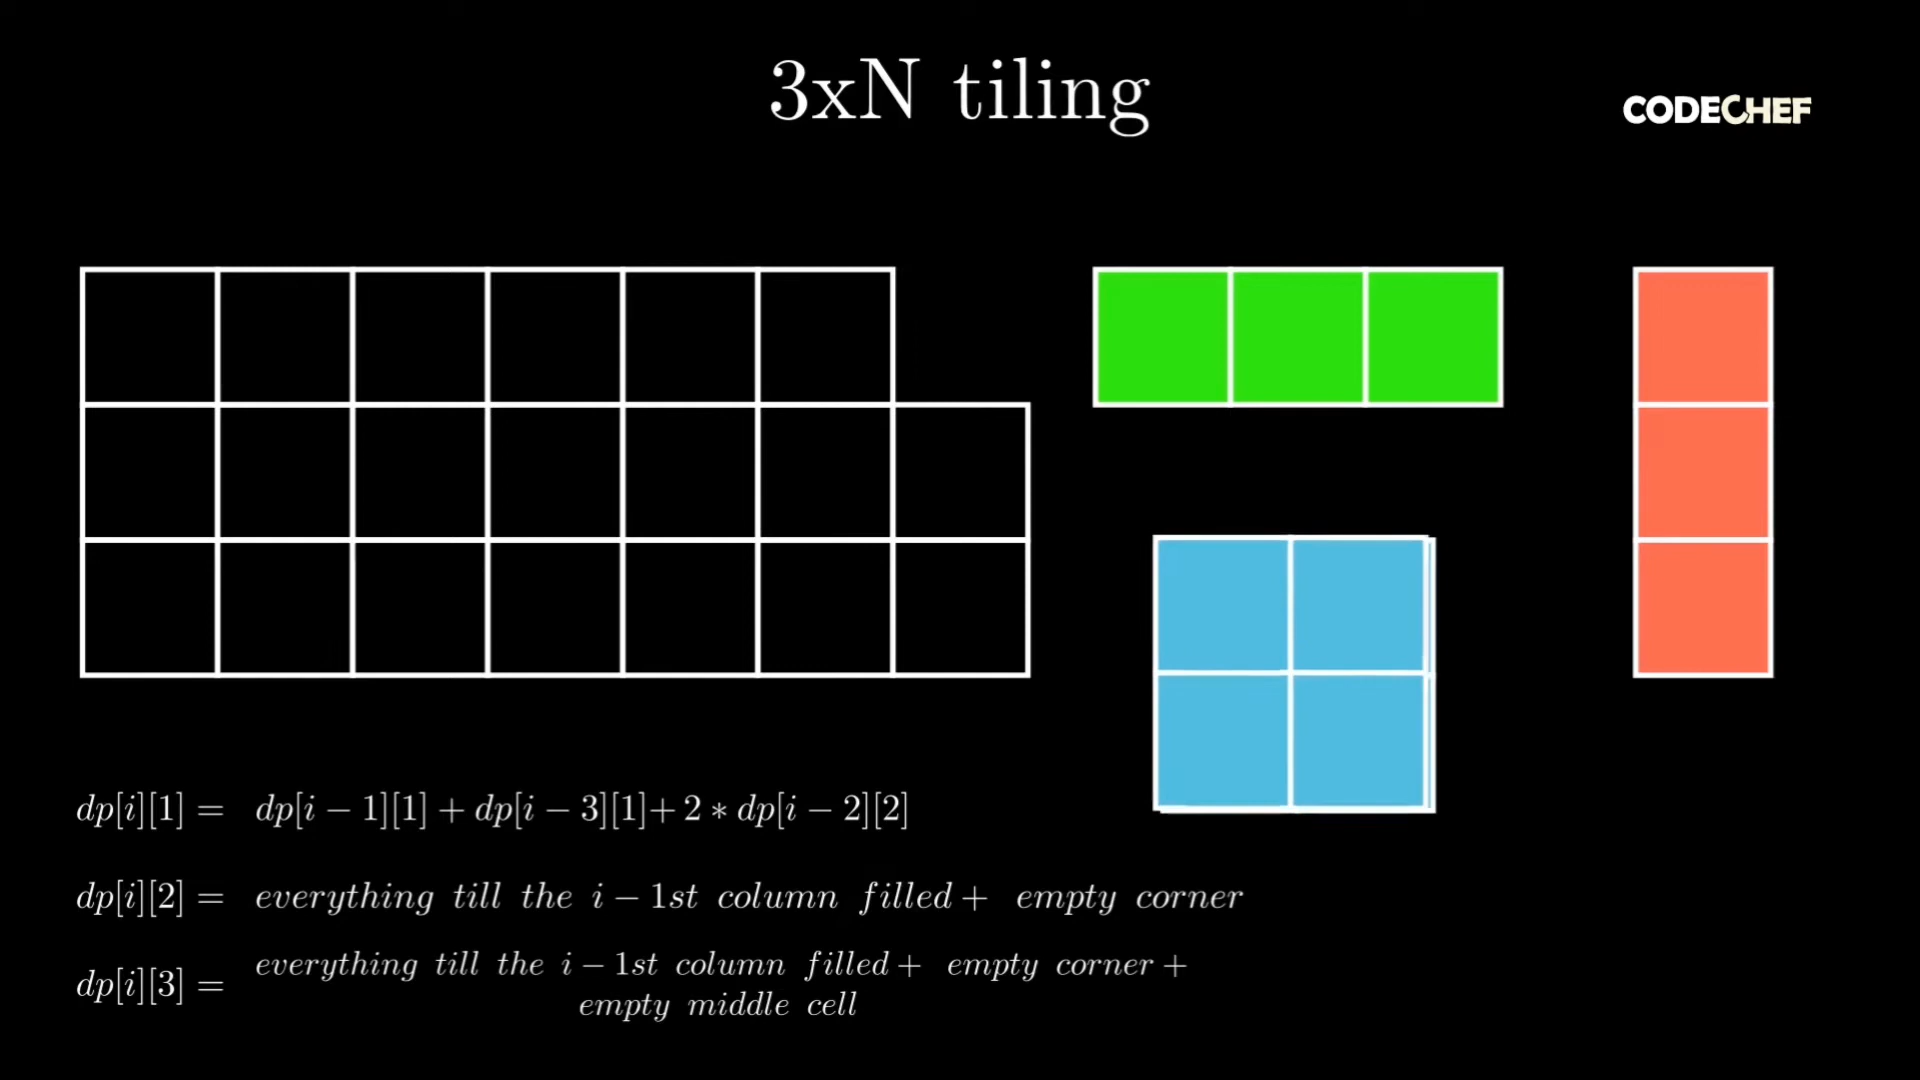 3xN tiling
CODECHEF
dp[i][1] = dp[i − 1][1] + dp[i − 3][1]+ 2 ∗ dp[i − 2][2]
dp[i][2] = everything till the i − 1st column filled + empty corner
dp[i][3] = everything till the i − 1st column filled + empty corner +
empty middle cell